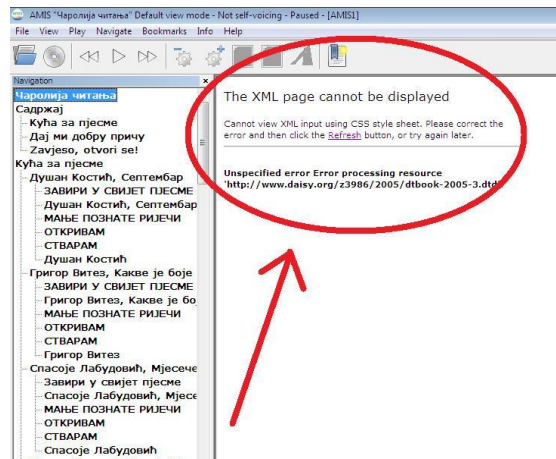 AMIS "Чаролија читања" Default view mode - Not self-voicing - Paused - [AMIS1]
File View Play Navigate Bookmarks Info Help
Navigation
Чаролија читања
Садржај
Кућа за пјесме
Дај ми добру причу
Zavjeso, otvori se!
Кућа за пјесме
Душан Костић, Септембар
ЗАВИРИ У СВИЈЕТ ПЈЕСМЕ
Душан Костић, Септембар
МАЊЕ ПОЗНАТЕ РИЈЕЧИ
ОТКРИВАМ
СТВАРАМ
Душан Костић
Григор Витез, Какве је боје
ЗАВИРИ У СВИЈЕТ ПЈЕСМЕ
Григор Витез, Какве је бо
МАЊЕ ПОЗНАТЕ РИЈЕЧИ
ОТКРИВАМ
СТВАРАМ
Григор Витез
Спасоје Лабудовић, Мјесече
Завири у свијет пјесме
Спасоје Лабудовић, Мјесе
МАЊЕ ПОЗНАТЕ РИЈЕЧИ
ОТКРИВАМ
СТВАРАМ
Спасоје Лабудовић
The XML page cannot be displayed
Cannot view XML input using CSS style sheet. Please correct the
error and then click the Refresh button, or try again later.
Unspecified error Error processing resource
'http://www.daisy.org/z3986/2005/dtbook-2005-3.dtd'